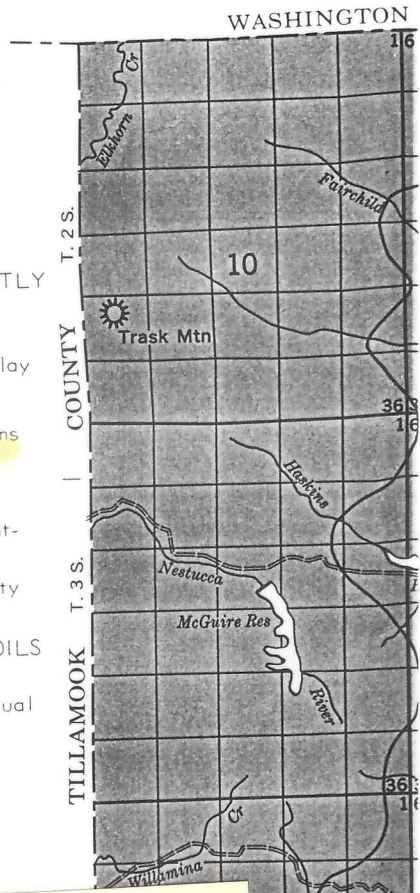 WASHINGTON
16
Cr
Elkhorn
Fairchild
T. 2 S.
TLY
10
Trask Mtn
lay
COUNTY
36
16
ns
Haskins
nt-
Nestucca
T. 3 S.
ty
McGuire Res
OILS
TILLAMOOK
ual
River
36
16
Cr
Willamina